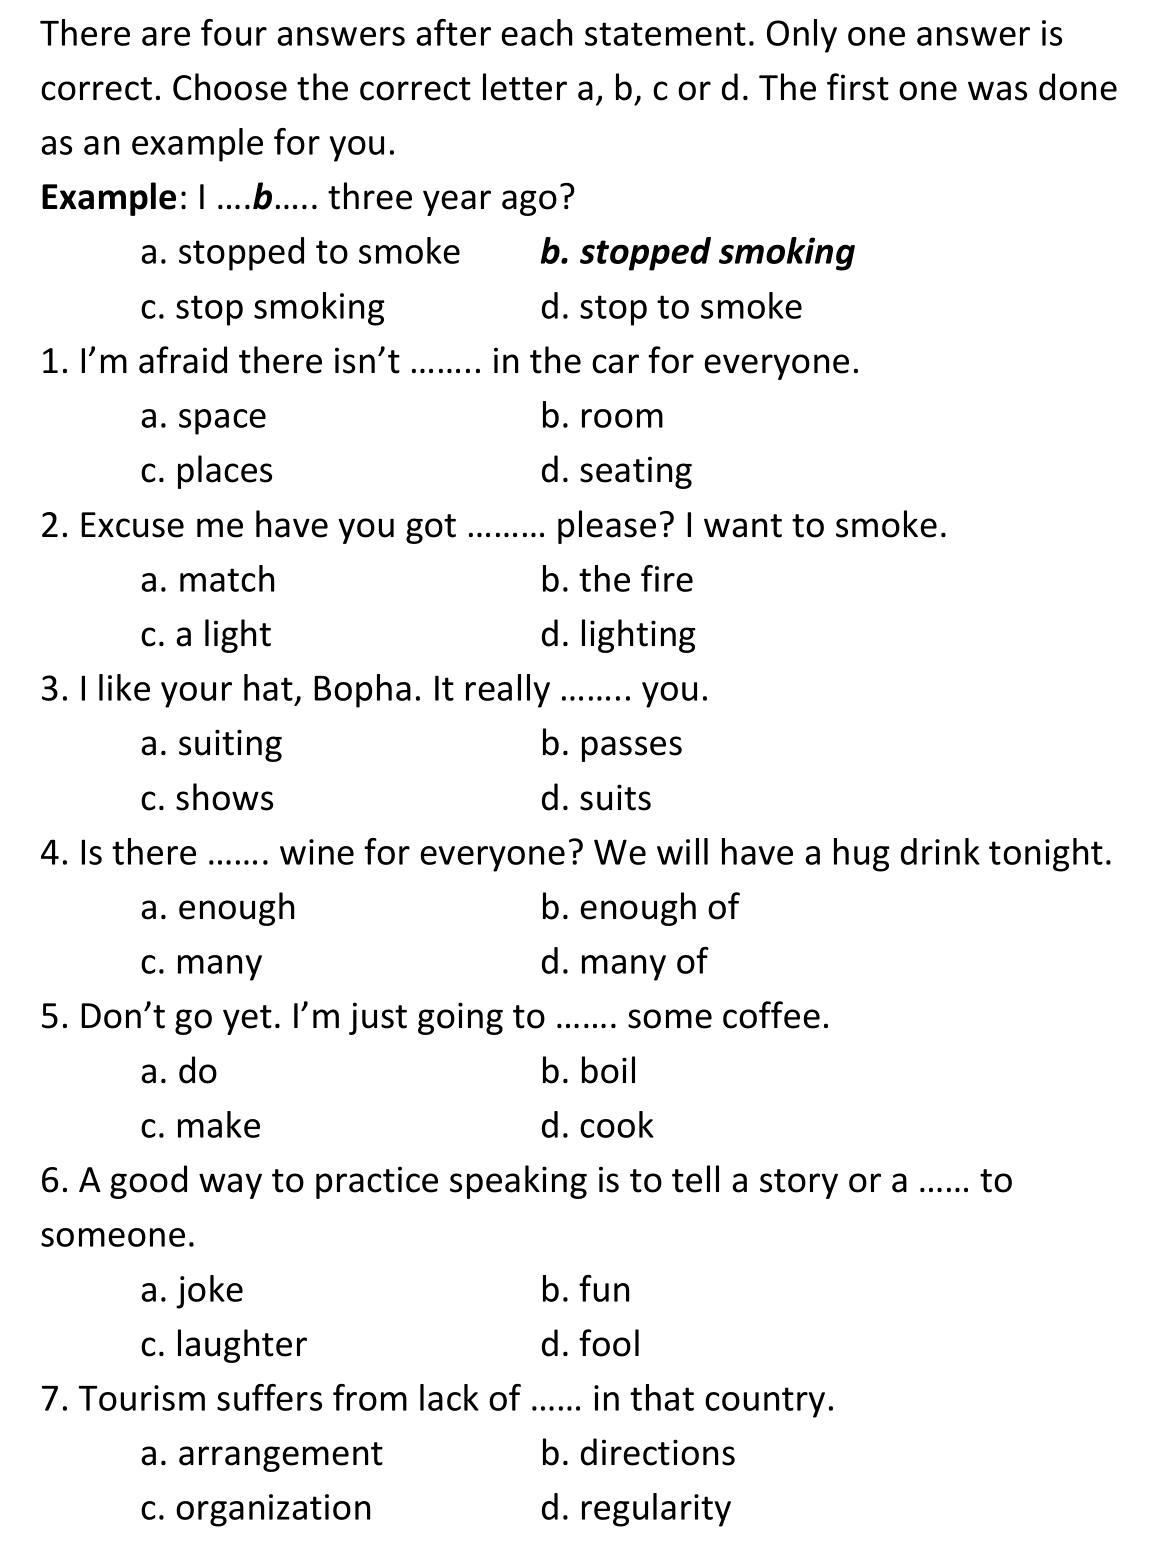 There are four answers after each statement. Only one answer is
correct. Choose the correct letter a, b, c or d. The first one was done
as an example for you.
Example: I ....b..... three year ago?
a. stopped to smoke b. stopped smoking
c. stop smoking d. stop to smoke
1. I’m afraid there isn’t ........ in the car for everyone.
a. space b. room
c. places d. seating
2. Excuse me have you got ......... please? I want to smoke.
a. match b. the fire
c. a light d. lighting
3. I like your hat, Bopha. It really ........ you.
a. suiting b. passes
c. shows d. suits
4. Is there ....... wine for everyone? We will have a hug drink tonight.
a. enough b. enough of
c. many d. many of
5. Don’t go yet. I’m just going to ....... some coffee.
a. do b. boil
c. make d. cook
6. A good way to practice speaking is to tell a story or a ...... to
someone.
a. joke b. fun
c. laughter d. fool
7. Tourism suffers from lack of ...... in that country.
a. arrangement b. directions
c. organization d. regularity